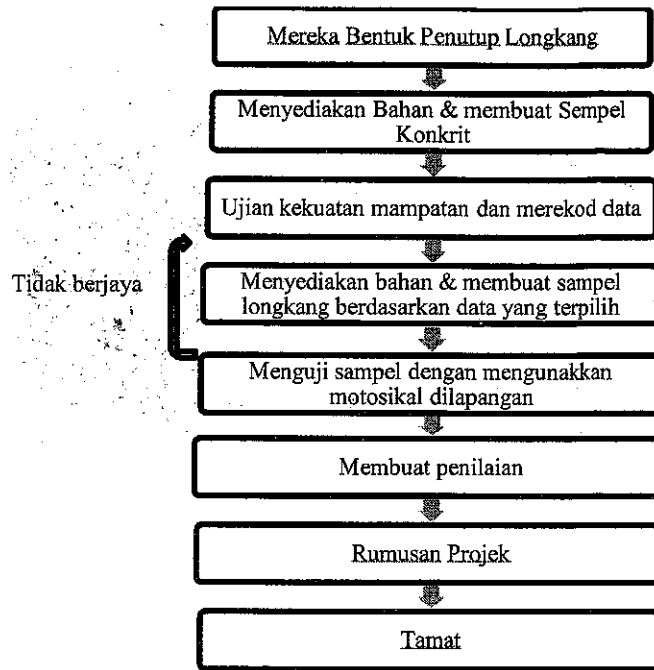 Mereka Bentuk Penutup Longkang
Menyediakan Bahan & membuat Sempel
Konkrit
Ujian kekuatan mampatan dan merekod data
Tidak berjaya
Menyediakan bahan & membuat sampel
longkang berdasarkan data yang terpilih
Menguji sampel dengan mengunakkan
motosikal dilapangan
Membuat penilaian
Rumusan Projek
Tamat